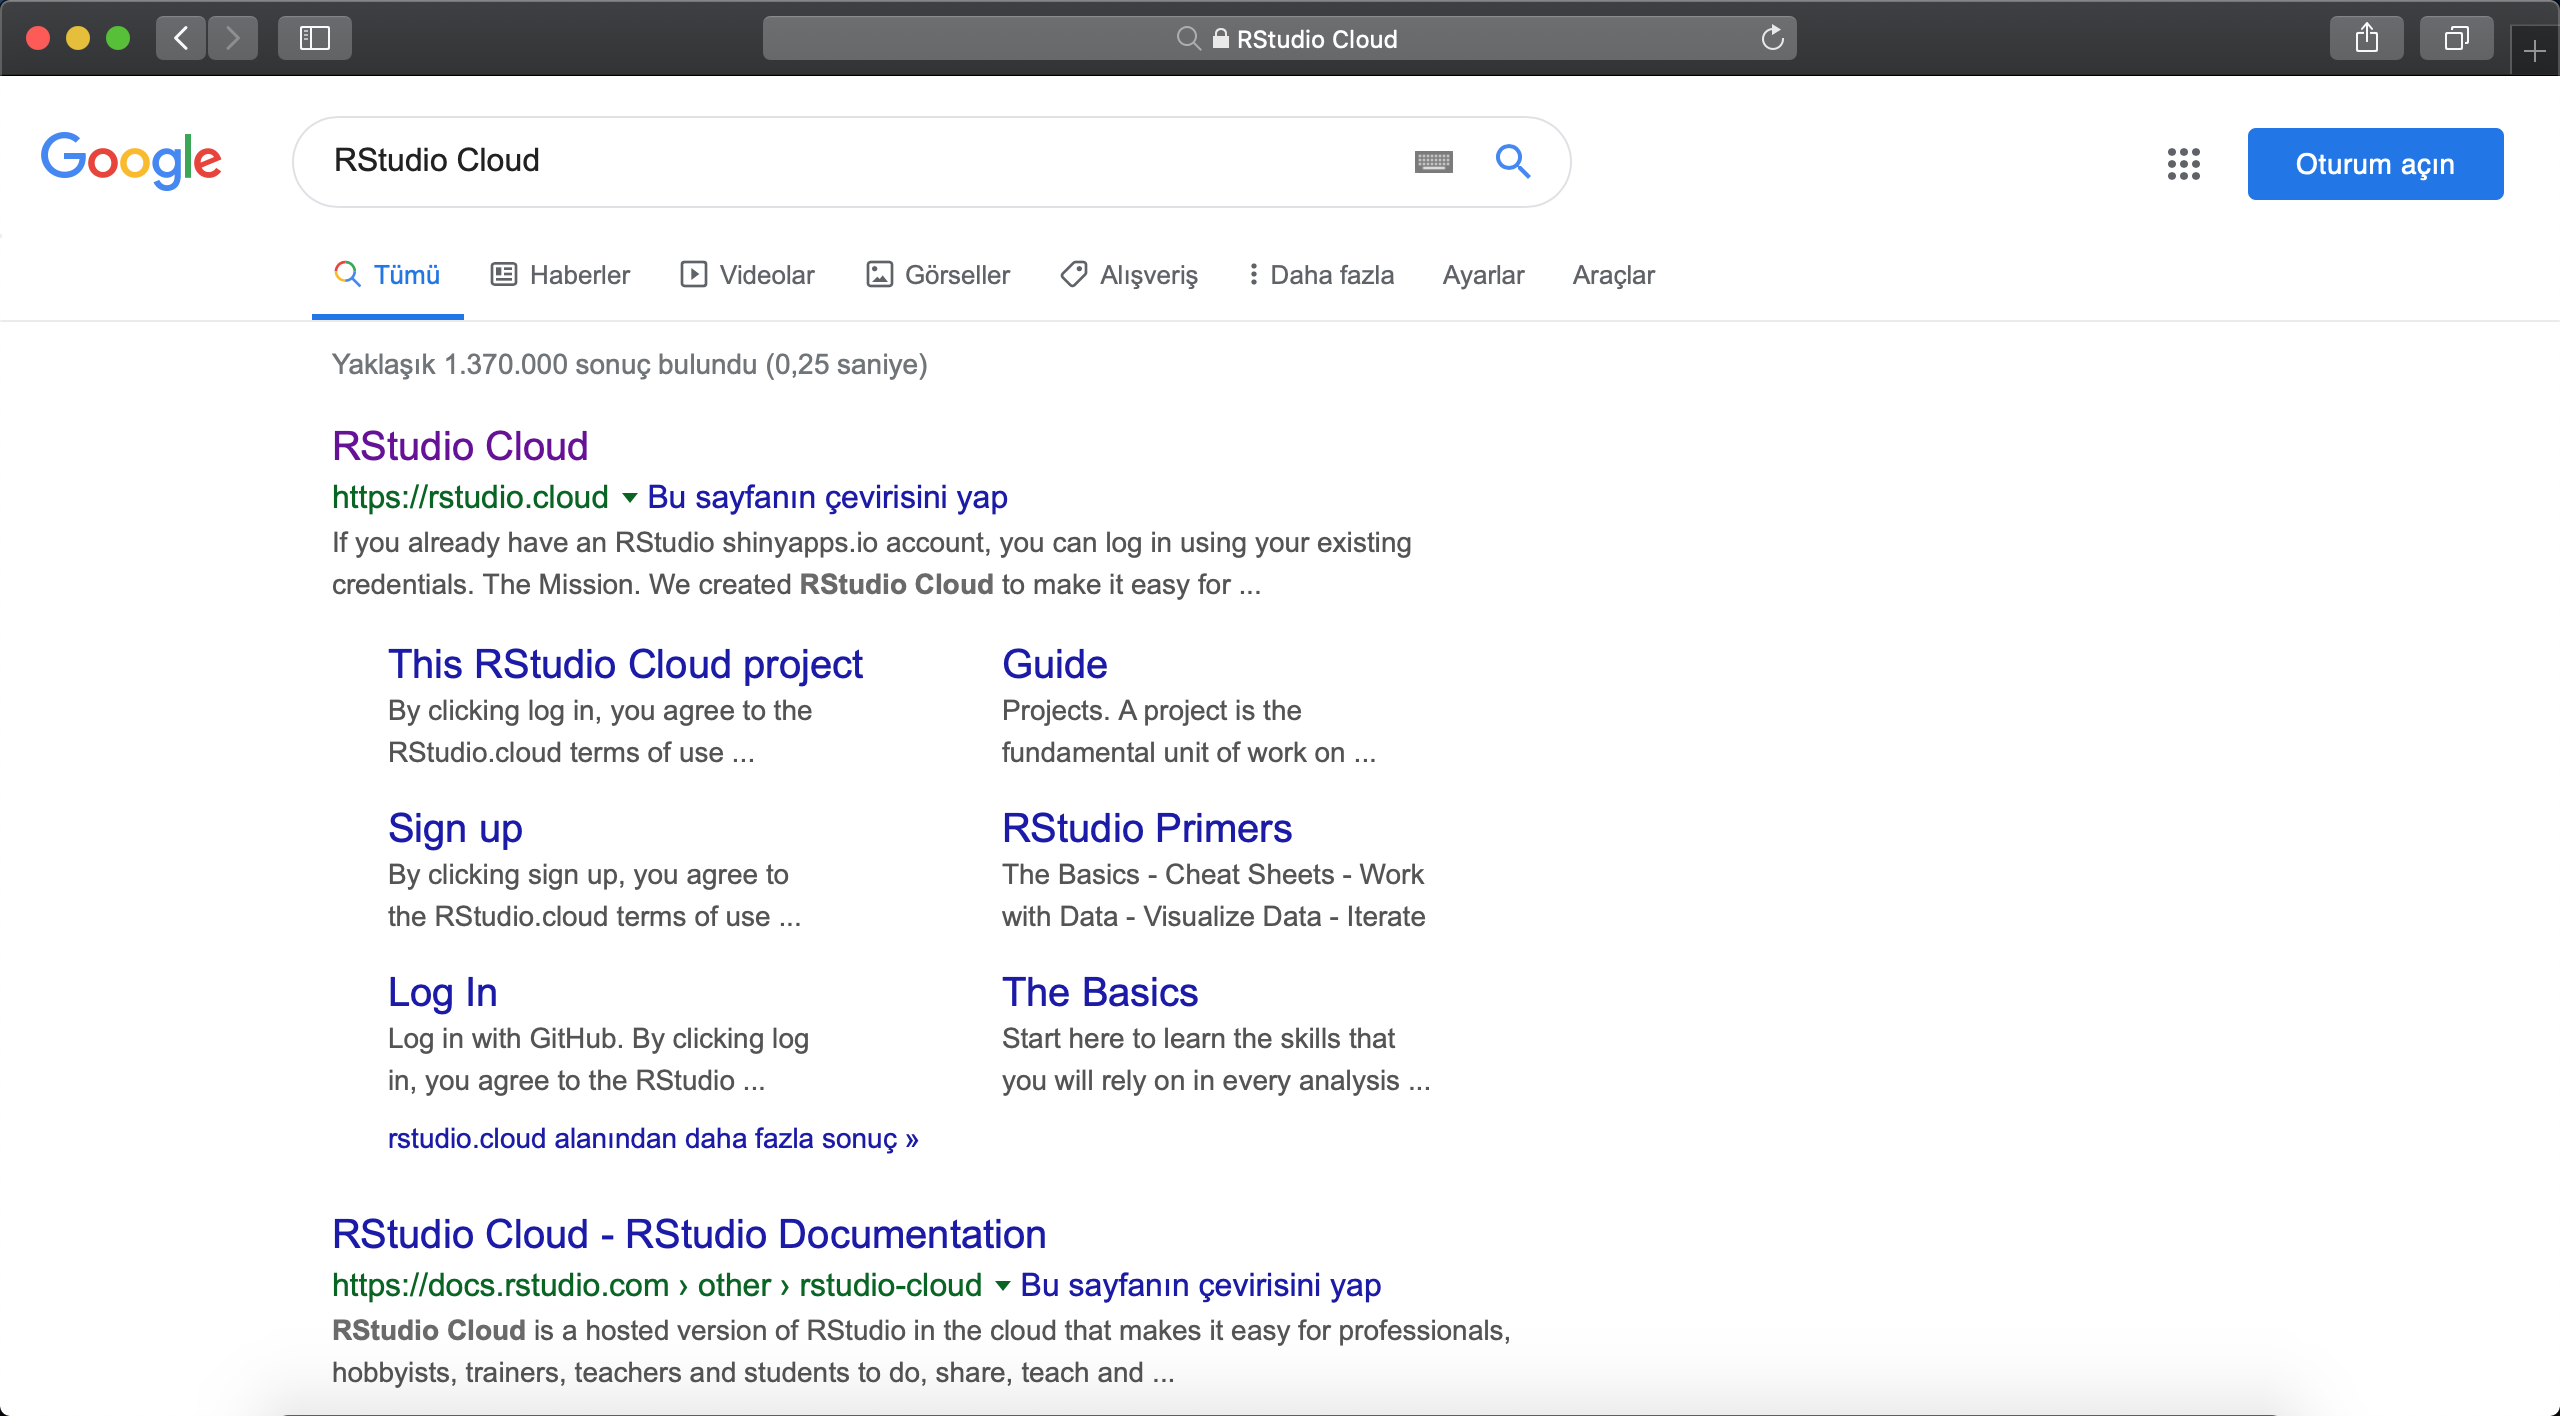 RStudio Cloud
Google
RStudio Cloud
Oturum açın
Tümü Haberler Videolar Görseller Alışveriş Daha fazla Ayarlar Araçlar
Yaklaşık 1.370.000 sonuç bulundu (0,25 saniye)
RStudio Cloud
https://rstudio.cloud ▼ Bu sayfanın çevirisini yap
If you already have an RStudio shinyapps.io account, you can log in using your existing
credentials. The Mission. We created RStudio Cloud to make it easy for ...
This RStudio Cloud project
By clicking log in, you agree to the
RStudio.cloud terms of use ...
Guide
Projects. A project is the
fundamental unit of work on ...
Sign up
By clicking sign up, you agree to
the RStudio.cloud terms of use ...
RStudio Primers
The Basics - Cheat Sheets - Work
with Data - Visualize Data - Iterate
Log In
Log in with GitHub. By clicking log
in, you agree to the RStudio ...
The Basics
Start here to learn the skills that
you will rely on in every analysis ...
rstudio.cloud alanından daha fazla sonuç »
RStudio Cloud - RStudio Documentation
https://docs.rstudio.com › other › rstudio-cloud ▼ Bu sayfanın çevirisini yap
RStudio Cloud is a hosted version of RStudio in the cloud that makes it easy for professionals,
hobbyists, trainers, teachers and students to do, share, teach and ...